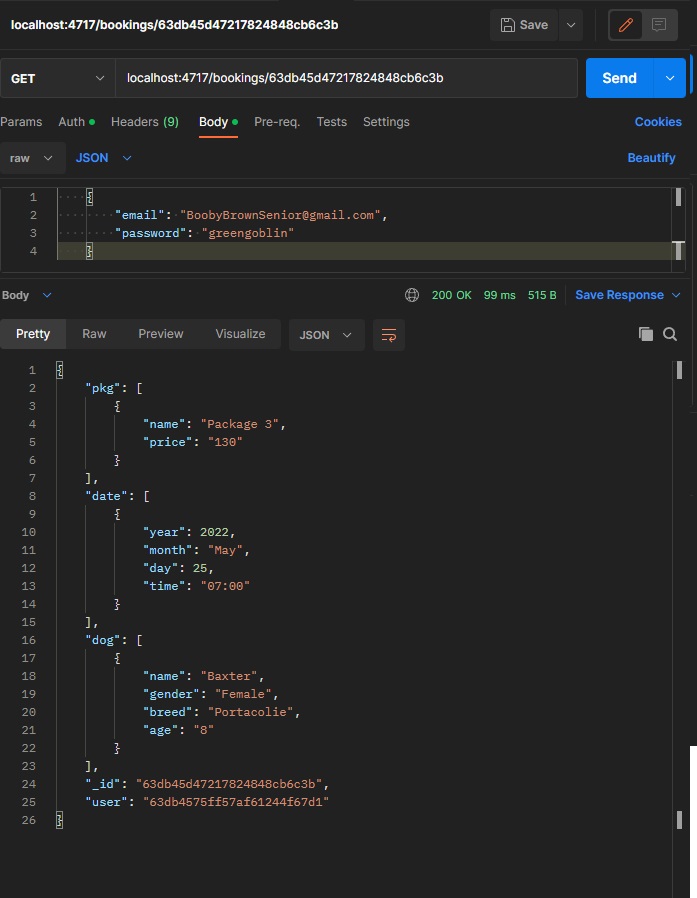 localhost:4717/bookings/63db45d47217824848cb6c3b
Save
GET
localhost:4717/bookings/63db45d47217824848cb6c3b
Send
Params Auth Headers (9) Body Pre-req. Tests Settings Cookies
raw JSON Beautify
1 {
2 "email": "BoobyBrownSenior@gmail.com",
3 "password": "greengoblin"
4 }
Body 200 OK 99 ms 515 B Save Response
Pretty Raw Preview Visualize JSON
1 {
2 "pkg": [
3 {
4 "name": "Package 3",
5 "price": "130"
6 }
7 ],
8 "date": [
9 {
10 "year": 2022,
11 "month": "May",
12 "day": 25,
13 "time": "07:00"
14 }
15 ],
16 "dog": [
17 {
18 "name": "Baxter",
19 "gender": "Female",
20 "breed": "Portacolie",
21 "age": "8"
22 }
23 ],
24 "_id": "63db45d47217824848cb6c3b",
25 "user": "63db4575ff57af61244f67d1"
26 }